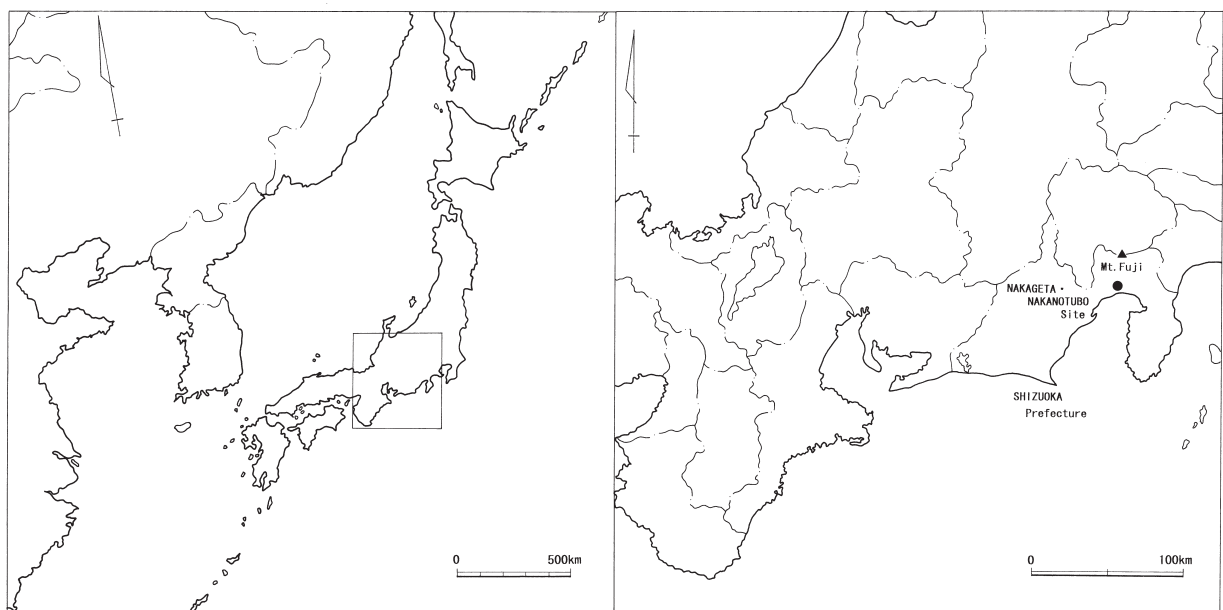 0 500km
Mt.Fuji
NAKAGETA・
NAKANOTUBO
Site
SHIZUOKA
Prefecture
0 100km